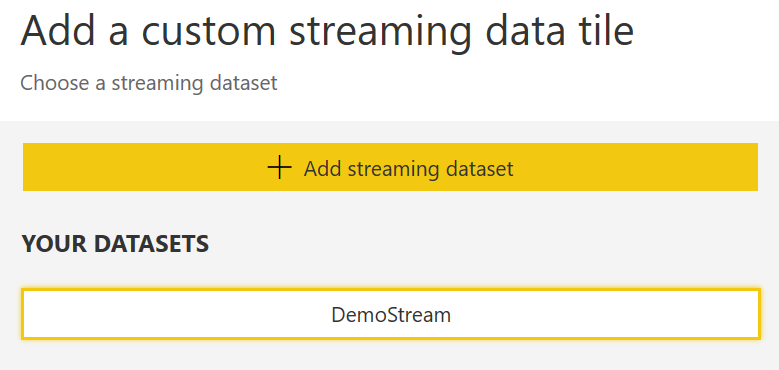 Add a custom streaming data tile
Choose a streaming dataset
Add streaming dataset
YOUR DATASETS
DemoStream